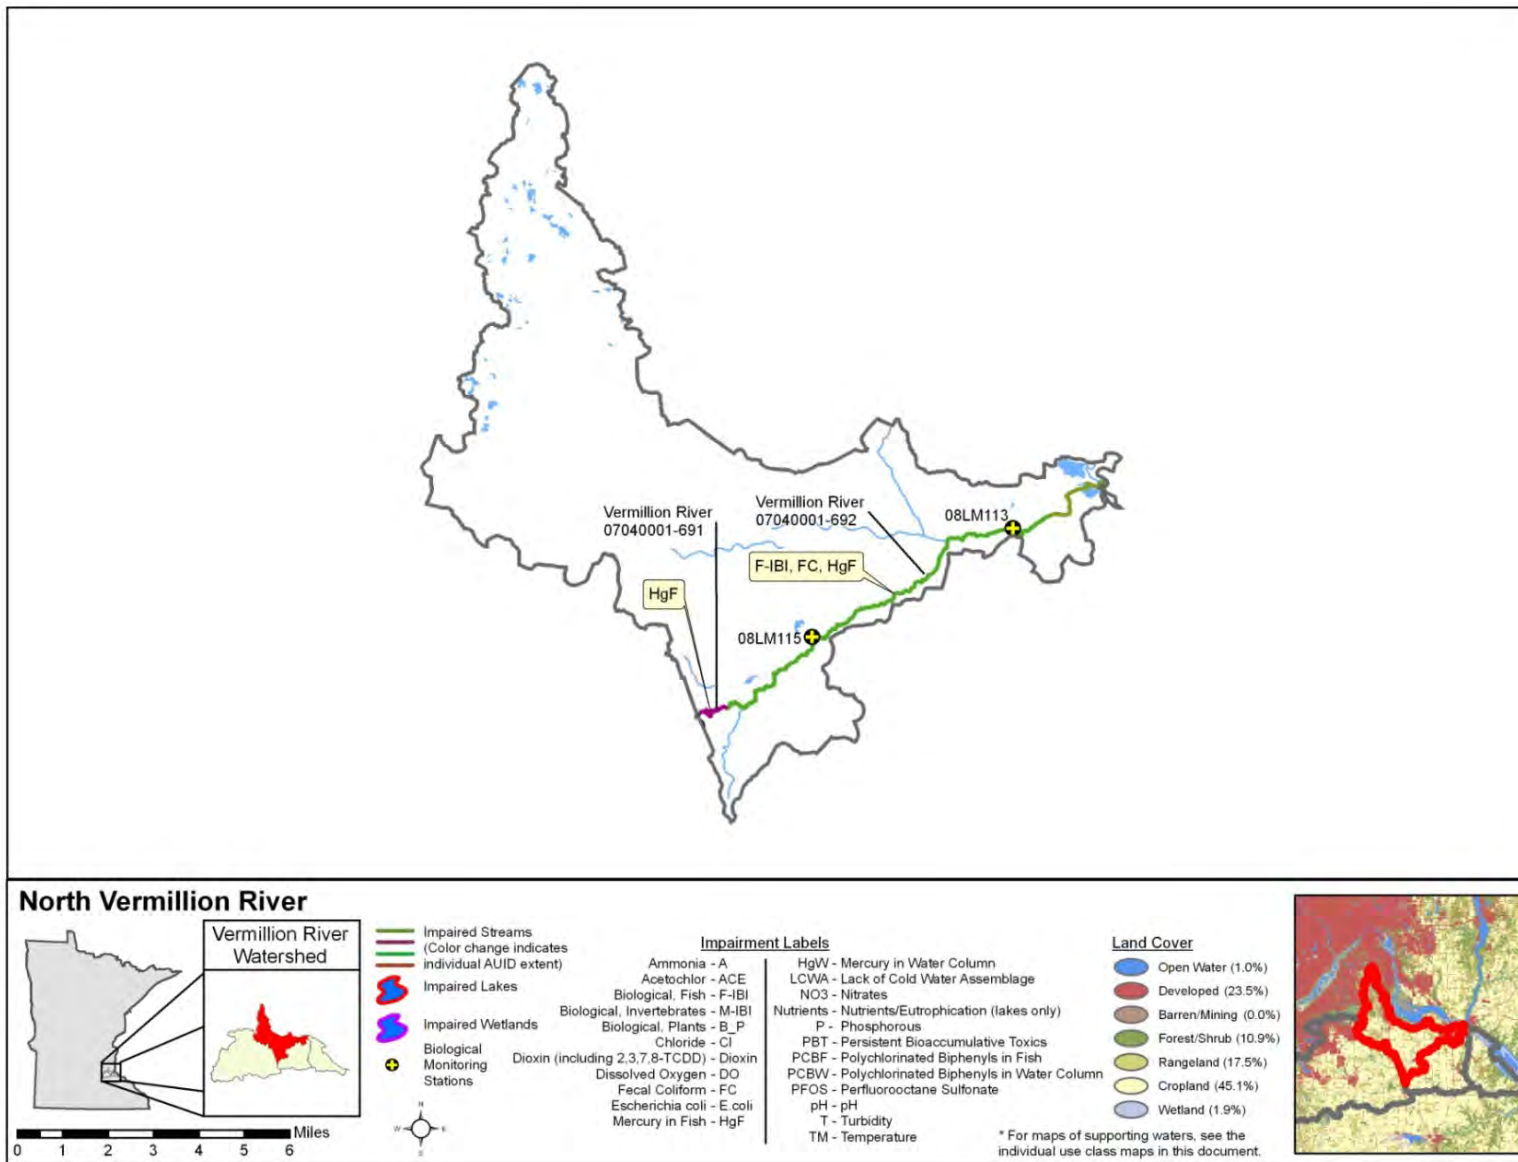 Vermillion River
07040001-691
Vermillion River
07040001-692
08LM113
F-IBI, FC, HgF
HgF
08LM115
North Vermillion River
Vermillion River
Watershed
Miles
0 1 2 3 4 5 6
Impaired Streams
(Color change indicates
individual AUID extent)
Impaired Lakes
Impaired Wetlands
Biological
Monitoring
Stations
N
W E
S
Impairment Labels
Ammonia - A
Acetochlor - ACE
Biological, Fish - F-IBI
Biological, Invertebrates - M-IBI
Biological, Plants - B_P
Chloride - Cl
Dioxin (including 2,3,7,8-TCDD) - Dioxin
Dissolved Oxygen - DO
Fecal Coliform - FC
Escherichia coli - E.coli
Mercury in Fish - HgF
HgW - Mercury in Water Column
LCWA - Lack of Cold Water Assemblage
NO3 - Nitrates
Nutrients - Nutrients/Eutrophication (lakes only)
P - Phosphorous
PBT - Persistent Bioaccumulative Toxics
PCBF - Polychlorinated Biphenyls in Fish
PCBW - Polychlorinated Biphenyls in Water Column
PFOS - Perfluorooctane Sulfonate
pH - pH
T - Turbidity
TM - Temperature
Land Cover
Open Water (1.0%)
Developed (23.5%)
Barren/Mining (0.0%)
Forest/Shrub (10.9%)
Rangeland (17.5%)
Cropland (45.1%)
Wetland (1.9%)
* For maps of supporting waters, see the
individual use class maps in this document.